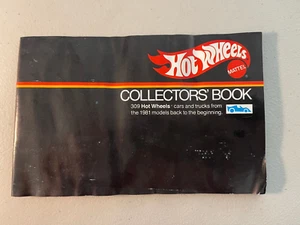 Hot Wheels
MATTEL
COLLECTORS' BOOK
309 Hot Wheels® cars and trucks from
the 1981 models back to the beginning.